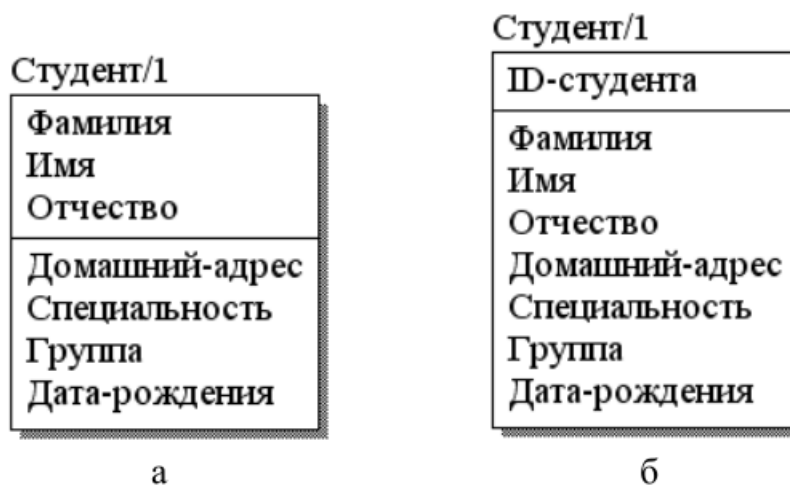 Студент/1
Фамилия
Имя
Отчество
Домашний-адрес
Специальность
Группа
Дата-рождения
а
Студент/1
ID-студента
Фамилия
Имя
Отчество
Домашний-адрес
Специальность
Группа
Дата-рождения
б